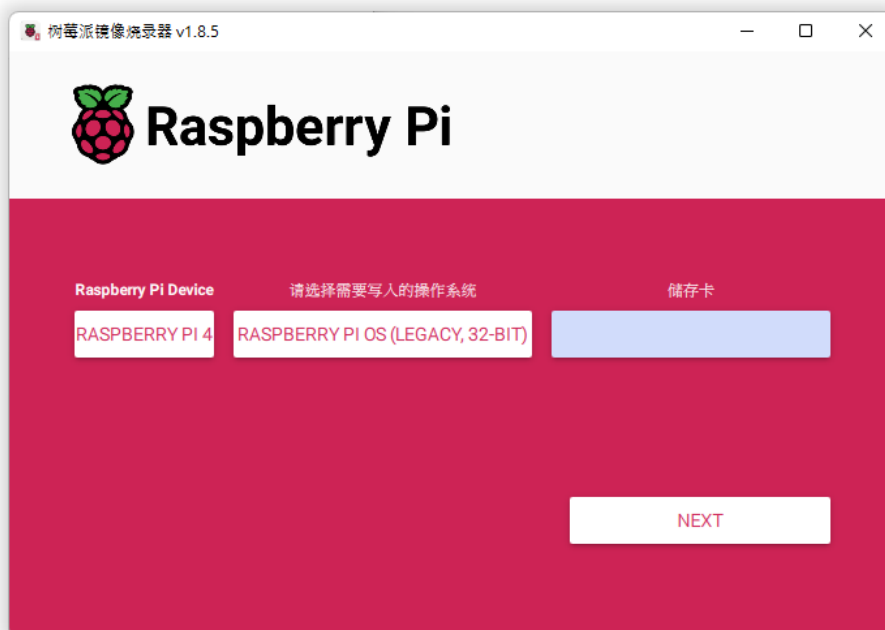 树莓派镜像烧录器 v1.8.5
Raspberry Pi
Raspberry Pi Device
请选择需要写入的操作系统
储存卡
RASPBERRY PI 4
RASPBERRY PI OS (LEGACY, 32-BIT)
NEXT